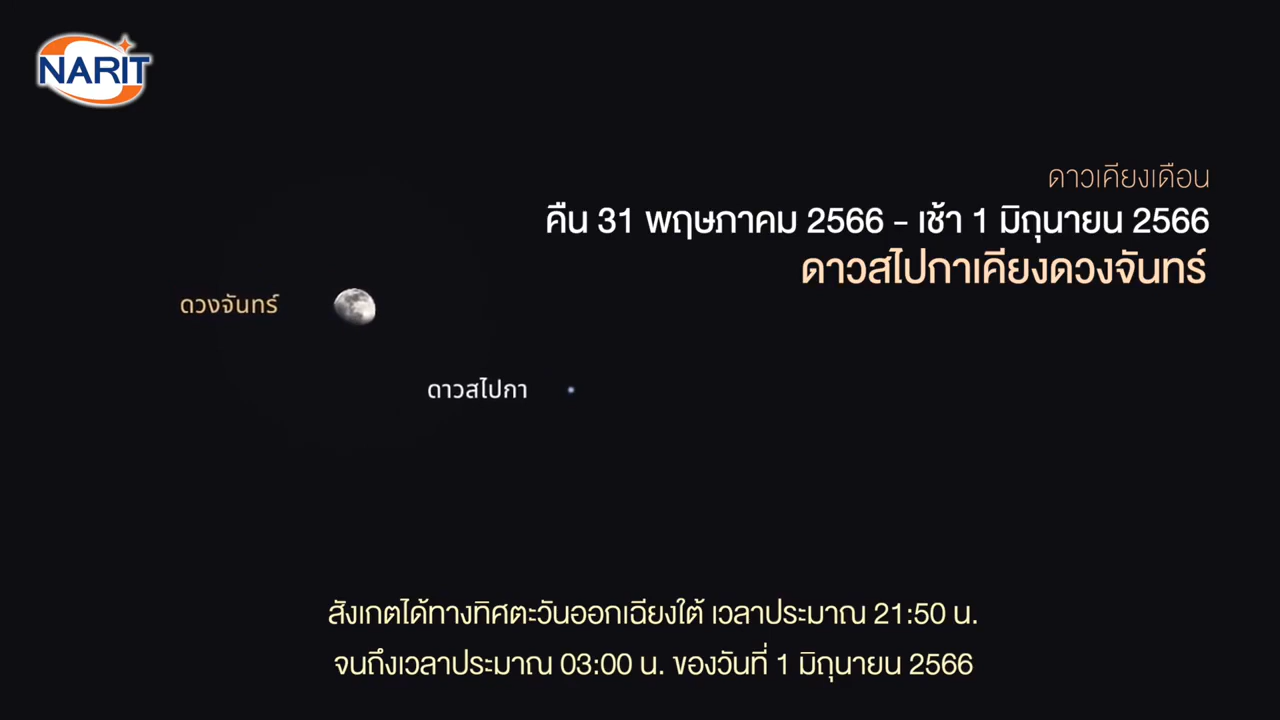 NARIT
ดาวเคียงเดือน
คืน 31 พฤษภาคม 2566 - เช้า 1 มิถุนายน 2566
ดาวสไปกาเคียงดวงจันทร์
ดวงจันทร์
ดาวสไปกา
สังเกตได้ทางทิศตะวันออกเฉียงใต้ เวลาประมาณ 21:50 น.
จนถึงเวลาประมาณ 03:00 น. ของวันที่ 1 มิถุนายน 2566